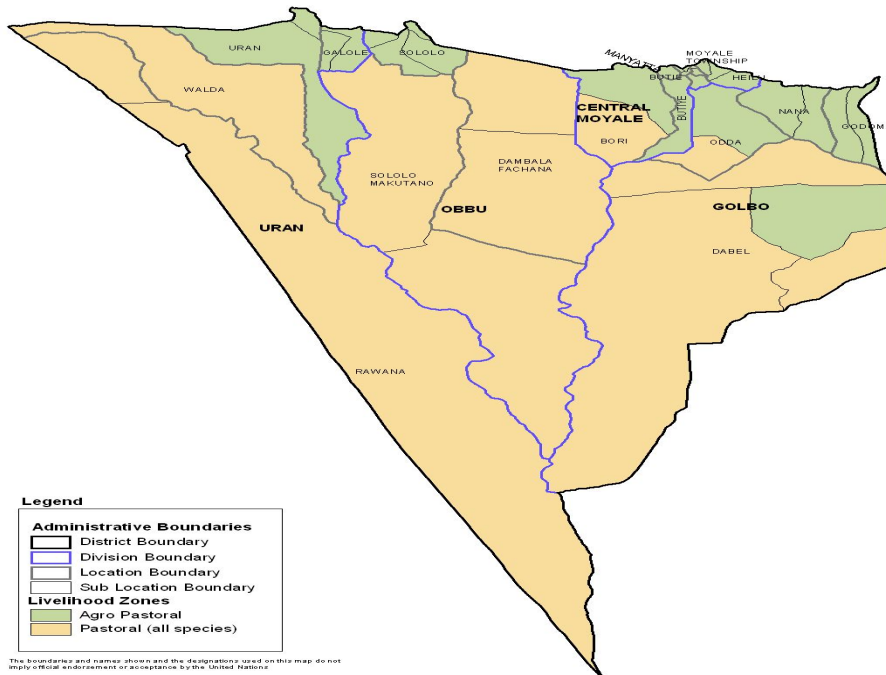 URAN
GALOLE
SOLOLO
MANYATTA
MOYALE
TOWNSHIP
BUTIE
HEILU
WALDA
BUTIYE
NANA
CENTRAL
MOYALE
GODOMA
BORI
ODDA
DAMBALA
FACHANA
SOLOLO
MAKUTANO
OBBU
GOLBO
URAN
DABEL
RAWANA
Legend
Administrative Boundaries
District Boundary
Division Boundary
Location Boundary
Sub Location Boundary
Livelihood Zones
Agro Pastoral
Pastoral (all species)
The boundaries and names shown and the designations used on this map do not
imply official endorsement or acceptance by the United Nations